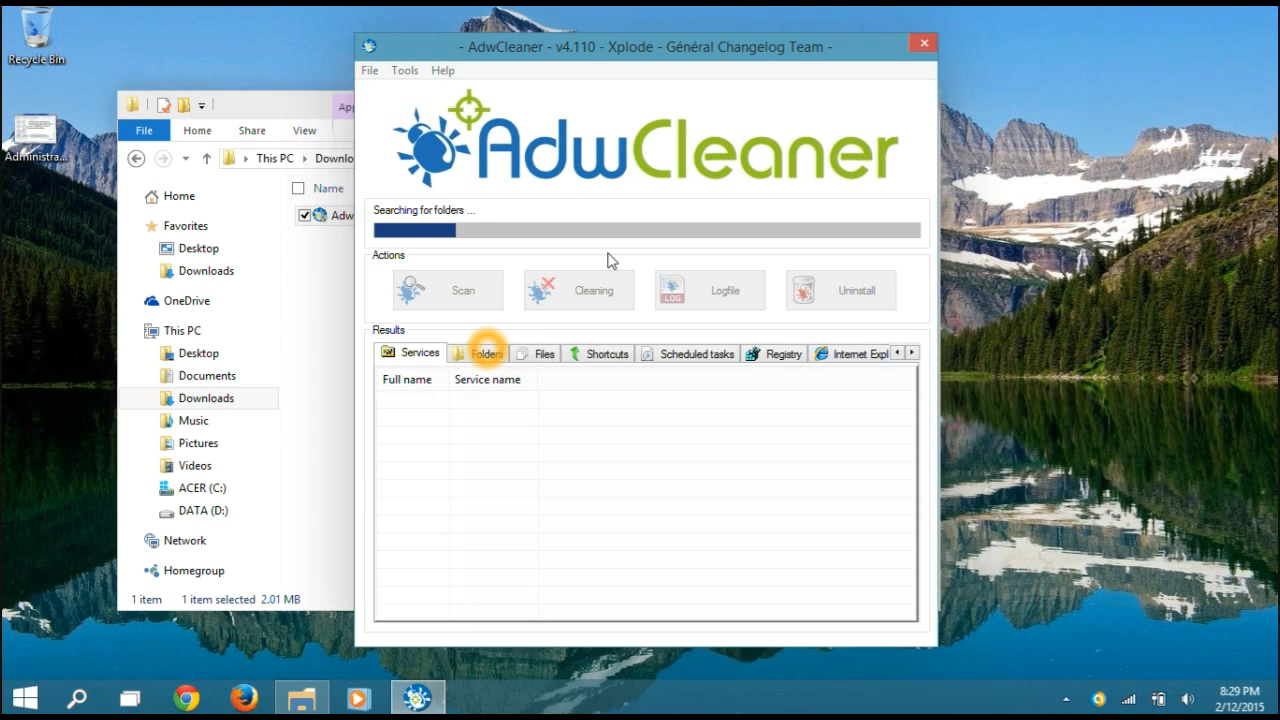 Recycle Bin
Administra...
File
Home
Share
View
This PC
Home
Favorites
Desktop
Downloads
OneDrive
This PC
Desktop
Documents
Downloads
Music
Pictures
Videos
ACER (C:)
DATA (D:)
Network
Homegroup
Name
1 item 1 item selected 2.01 MB
- AdwCleaner - v4.110 - Xplode - Général Changelog Team -
File Tools Help
AdwCleaner
Searching for folders ...
Actions
Scan
Cleaning
LOG
Logfile
Uninstall
Results
Services
Folders
Files
Shortcuts
Scheduled tasks
Registry
Internet Expl
Full name
Service name
8:29 PM
2/12/2015